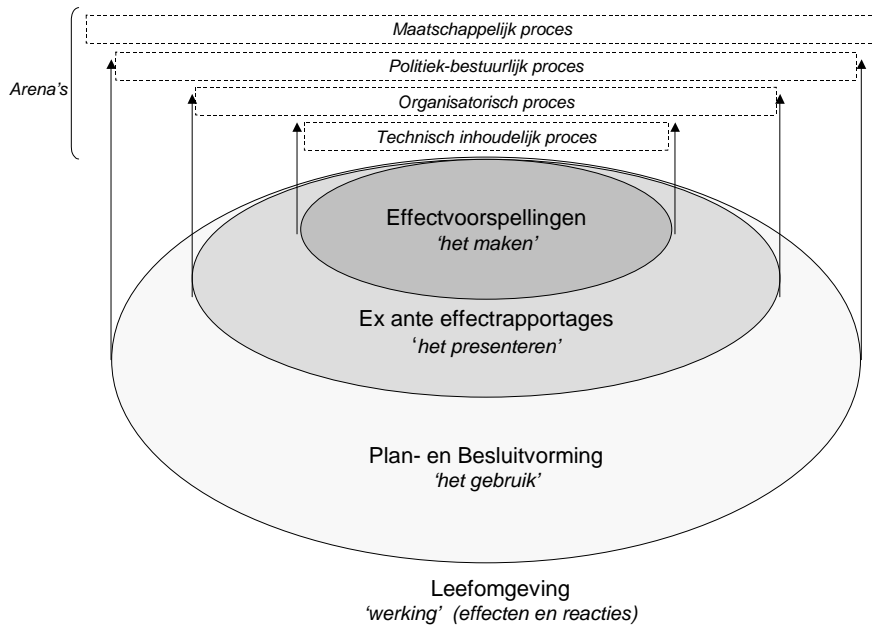 Maatschappelijk proces
Politiek-bestuurlijk proces
Arena's
Organisatorisch proces
Technisch inhoudelijk proces
Effectvoorspellingen
'het maken'
Ex ante effectrapportages
'het presenteren'
Plan- en Besluitvorming
'het gebruik'
Leefomgeving
'werking' (effecten en reacties)